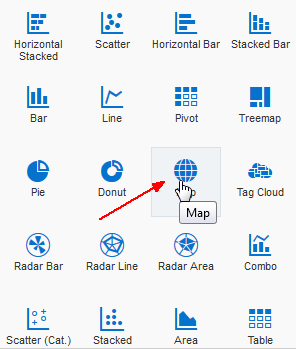 Horizontal Stacked
Scatter
Horizontal Bar
Stacked Bar
Bar
Line
Pivot
Treemap
Pie
Donut
Tag Cloud
Map
Radar Bar
Radar Line
Radar Area
Combo
Scatter (Cat.)
Stacked
Area
Table